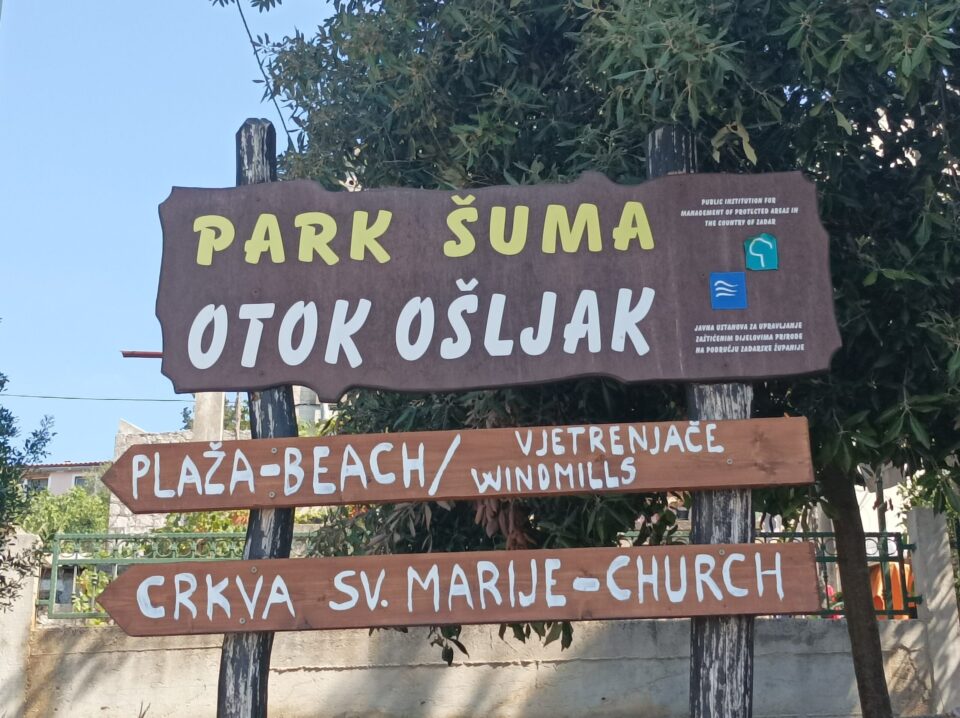 PARK ŠUMA
OTOK OŠLJAK
PUBLIC INSTITUTION FOR
MANAGEMENT OF PROTECTED AREAS IN
THE COUNTRY OF ZADAR
JAVNA USTANOVA ZA UPRAVLJANJE
ZAŠTIĆENIM DIJELOVIMA PRIRODE
NA PODRUČJU ZADARSKE ŽUPANIJE
PLAŽA-BEACH/ VJETRENJAČE
WINDMILLS
CRKVA SV. MARIJE-CHURCH